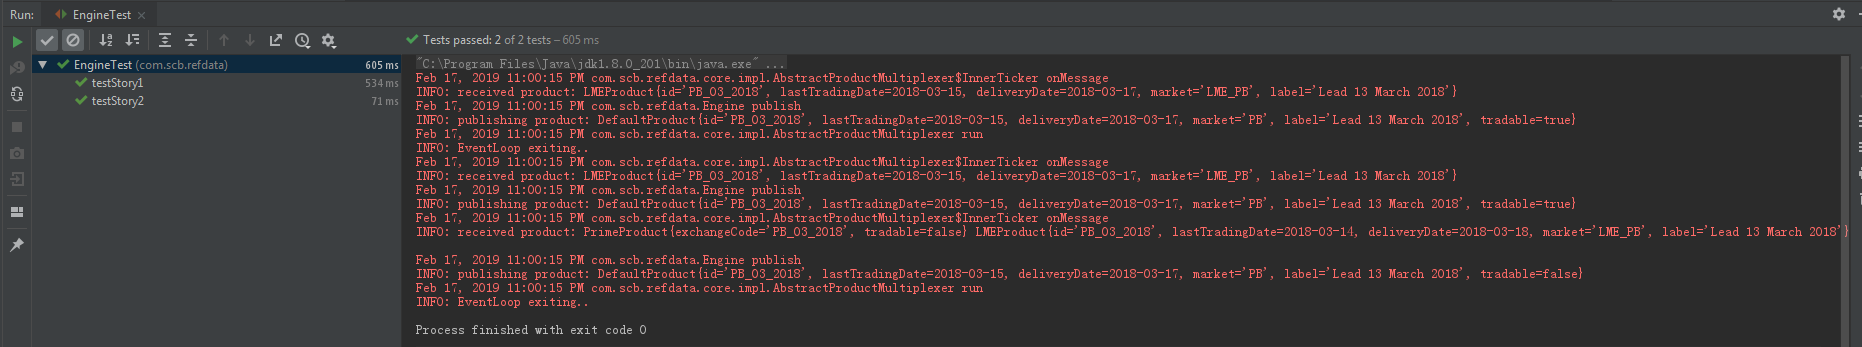 Run: EngineTest
Tests passed: 2 of 2 tests – 605 ms
EngineTest (com.scb.refdata) 605 ms
testStory1 534 ms
testStory2 71 ms
"C:\Program Files\Java\jdk1.8.0_201\bin\java.exe" ...
Feb 17, 2019 11:00:15 PM com.scb.refdata.core.impl.AbstractProductMultiplexer$InnerTicker onMessage
INFO: received product: LMEProduct{id='PB_03_2018', lastTradingDate=2018-03-15, deliveryDate=2018-03-17, market='LME_PB', label='Lead 13 March 2018'}
Feb 17, 2019 11:00:15 PM com.scb.refdata.Engine publish
INFO: publishing product: DefaultProduct{id='PB_03_2018', lastTradingDate=2018-03-15, deliveryDate=2018-03-17, market='PB', label='Lead 13 March 2018', tradable=true}
Feb 17, 2019 11:00:15 PM com.scb.refdata.core.impl.AbstractProductMultiplexer run
INFO: EventLoop exiting..
Feb 17, 2019 11:00:15 PM com.scb.refdata.core.impl.AbstractProductMultiplexer$InnerTicker onMessage
INFO: received product: LMEProduct{id='PB_03_2018', lastTradingDate=2018-03-15, deliveryDate=2018-03-17, market='LME_PB', label='Lead 13 March 2018'}
Feb 17, 2019 11:00:15 PM com.scb.refdata.Engine publish
INFO: publishing product: DefaultProduct{id='PB_03_2018', lastTradingDate=2018-03-15, deliveryDate=2018-03-17, market='PB', label='Lead 13 March 2018', tradable=true}
Feb 17, 2019 11:00:15 PM com.scb.refdata.core.impl.AbstractProductMultiplexer$InnerTicker onMessage
INFO: received product: PrimeProduct{exchangeCode='PB_03_2018', tradable=false} LMEProduct{id='PB_03_2018', lastTradingDate=2018-03-14, deliveryDate=2018-03-18, market='LME_PB', label='Lead 13 March 2018'}
Feb 17, 2019 11:00:15 PM com.scb.refdata.Engine publish
INFO: publishing product: DefaultProduct{id='PB_03_2018', lastTradingDate=2018-03-15, deliveryDate=2018-03-17, market='PB', label='Lead 13 March 2018', tradable=false}
Feb 17, 2019 11:00:15 PM com.scb.refdata.core.impl.AbstractProductMultiplexer run
INFO: EventLoop exiting..
Process finished with exit code 0